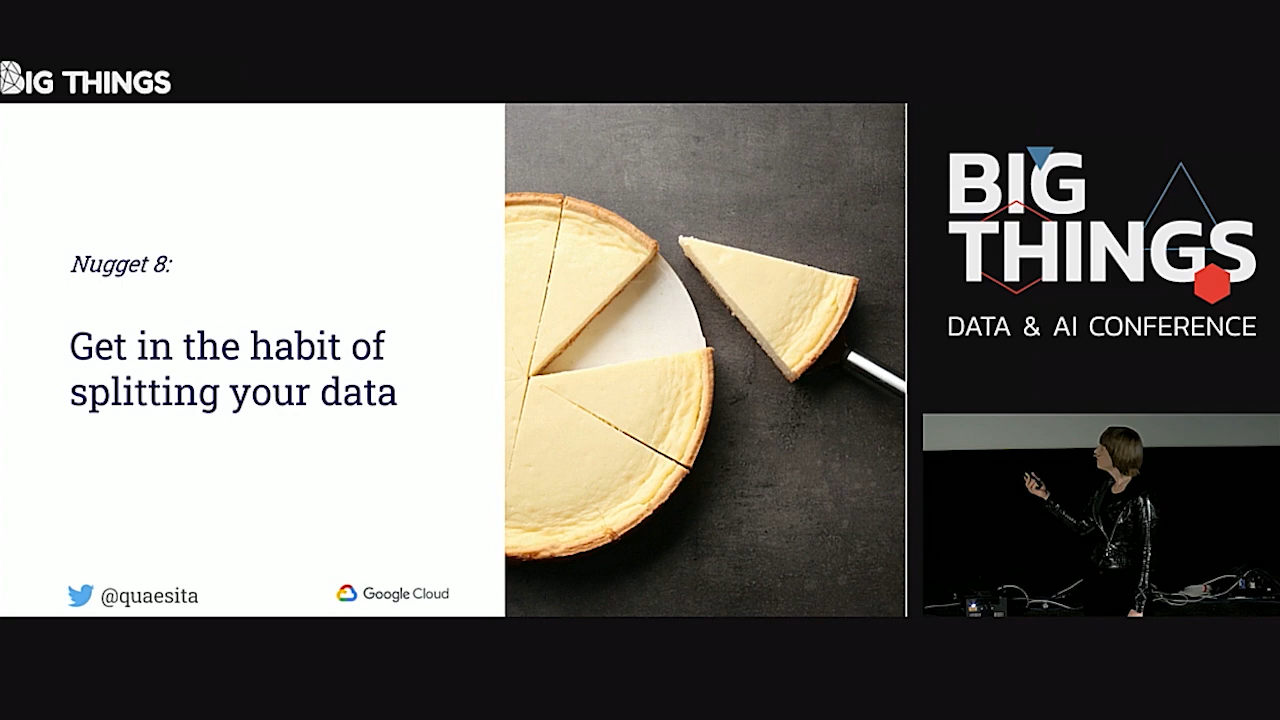 BIG THINGS
Nugget 8:
Get in the habit of
splitting your data
@quaesita
Google Cloud
BIG
THINGS
DATA & AI CONFERENCE